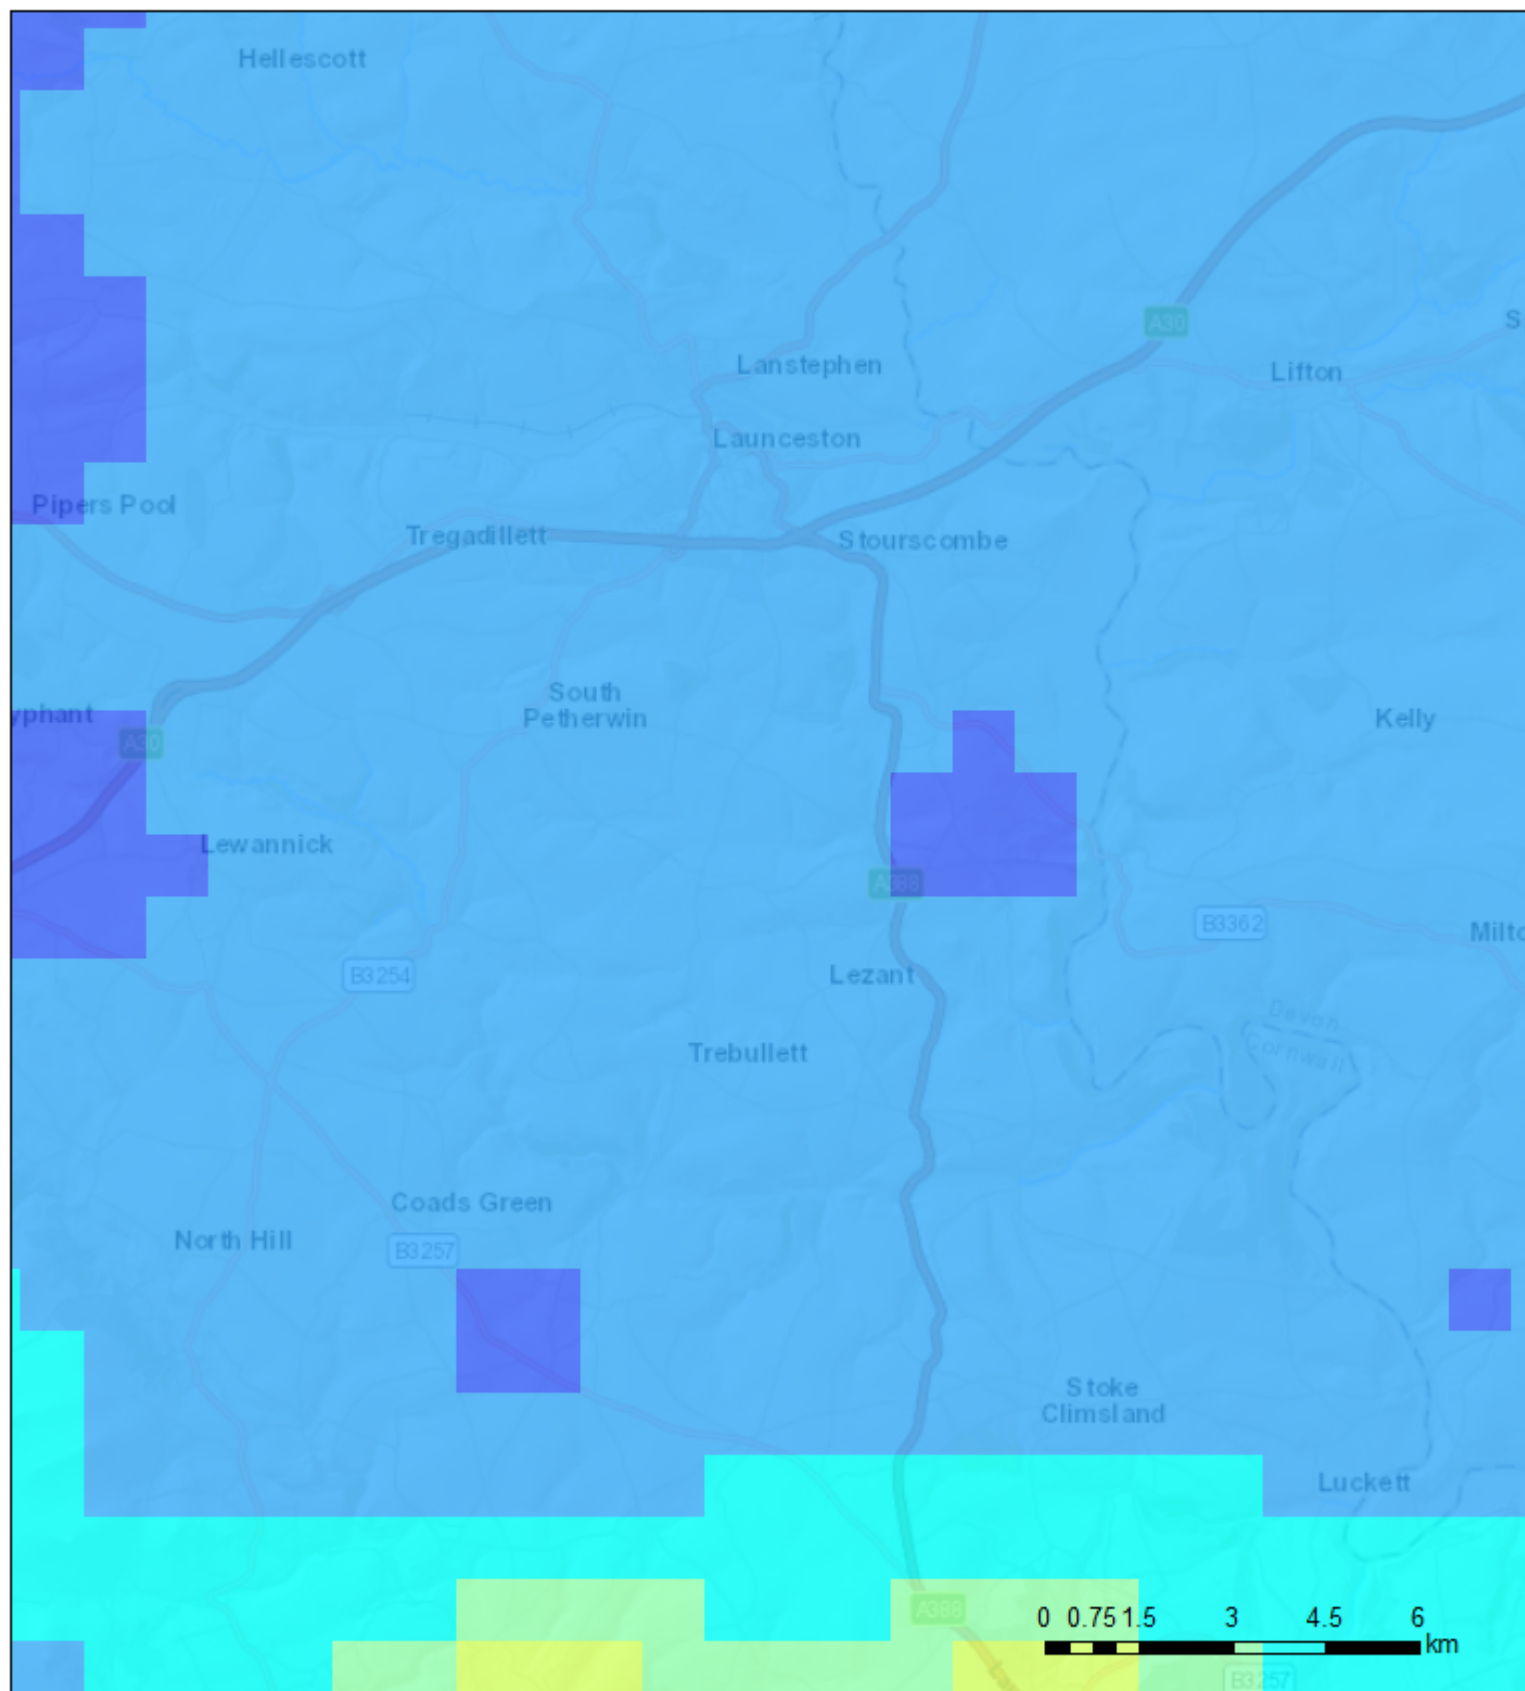 Hellescott
A30
S
Lanstephen
Lifton
Launceston
Pipers Pool
Tregadillett
Stourscombe
South
Petherwin
yphant
Kelly
A30
Lewannick
A388
B3362
Milto
B3254
Lezant
Devon
Cornwall
Trebullett
Coads Green
North Hill
B3257
Stoke
Climsland
Luckett
A388
0 0.75 1.5 3 4.5 6
km
B3257